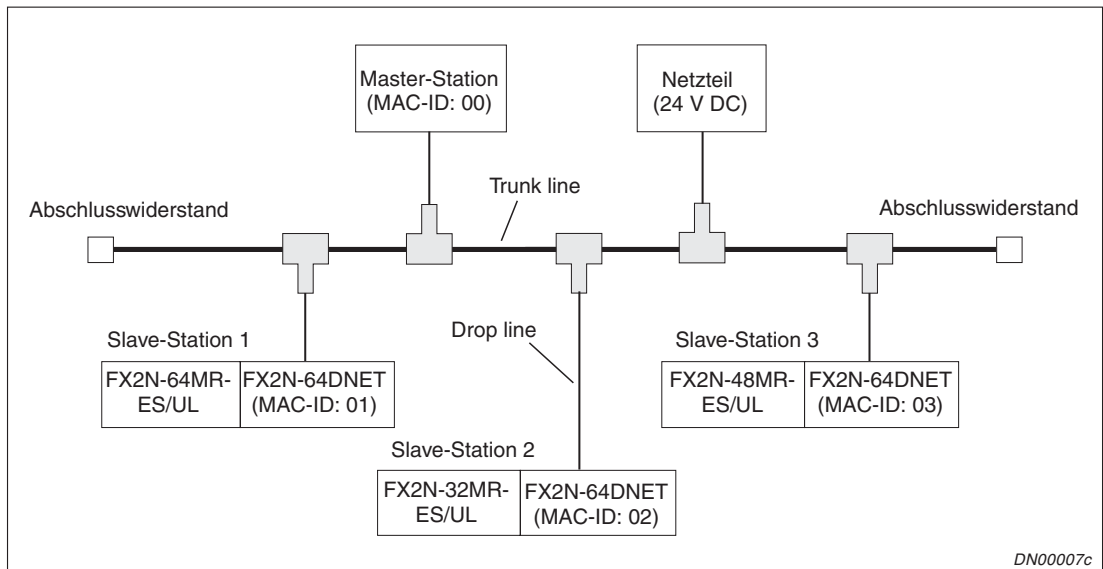 Master-Station
(MAC-ID: 00)
Netzteil
(24 V DC)
Trunk line
Abschlusswiderstand
Abschlusswiderstand
Drop line
Slave-Station 1
FX2N-64MR-
ES/UL
FX2N-64DNET
(MAC-ID: 01)
Slave-Station 3
FX2N-48MR-
ES/UL
FX2N-64DNET
(MAC-ID: 03)
Slave-Station 2
FX2N-32MR-
ES/UL
FX2N-64DNET
(MAC-ID: 02)
DN00007c